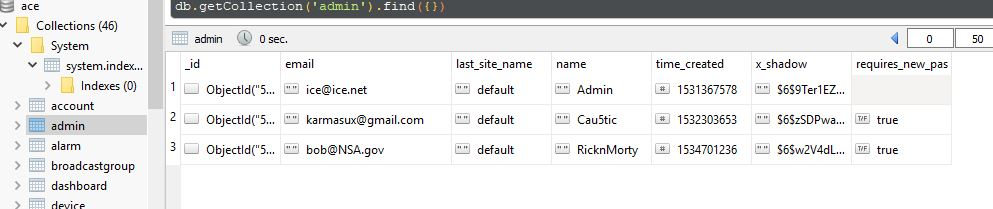 ace
db.getCollection('admin').find({})
Collections (46)
System
system.index...
Indexes (0)
account
admin
alarm
broadcastgroup
dashboard
device
admin 0 sec. 0 50
_id email last_site_name name time_created x_shadow requires_new_pas
1 ObjectId("5... "" ice@ice.net "" default "" Admin # 1531367578 "" $6$9Ter1EZ...
2 ObjectId("5... "" karmasux@gmail.com "" default "" Cau5tic # 1532303653 "" $6$zSDPwa... T/F true
3 ObjectId("5... "" bob@NSA.gov "" default "" RicknMorty # 1534701236 "" $6$w2V4dL... T/F true